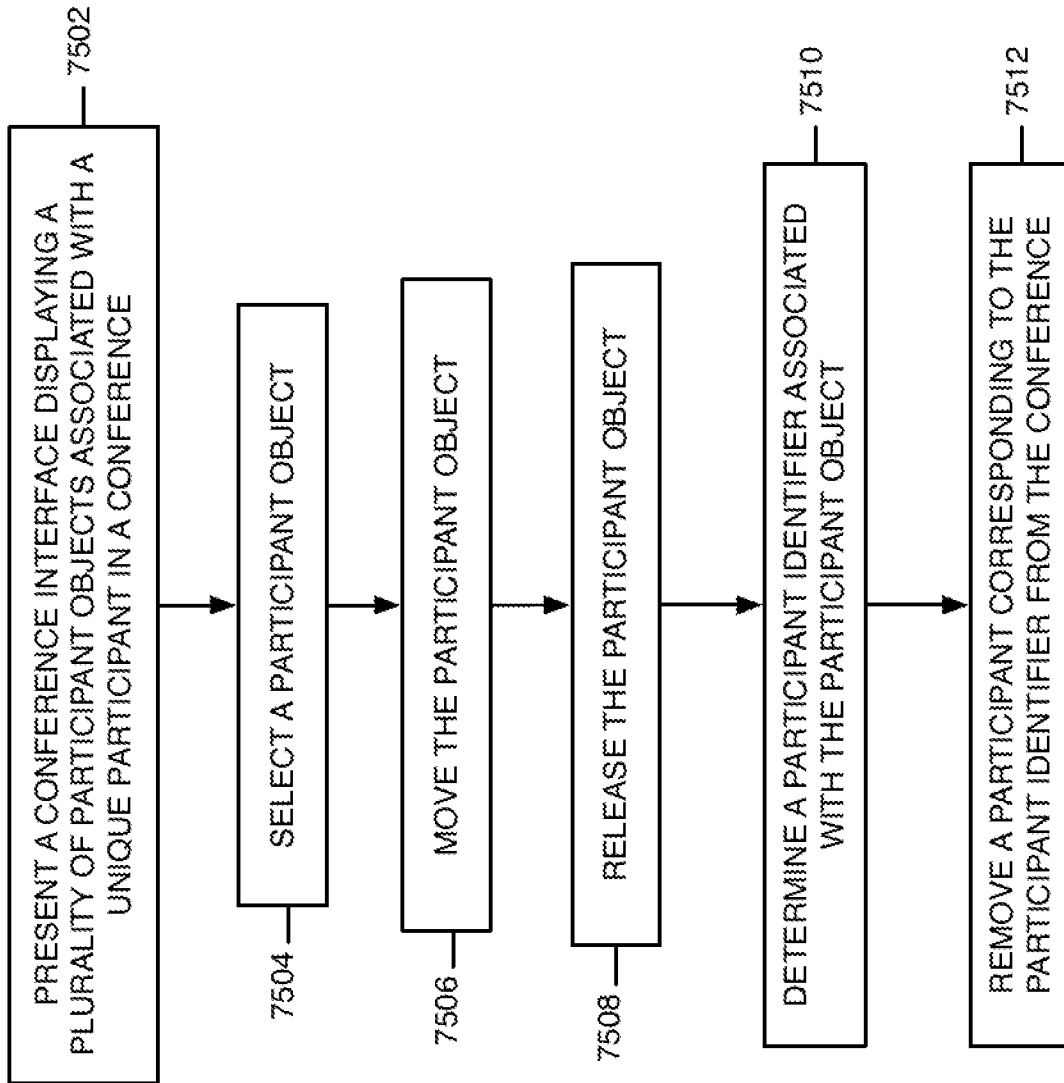 PRESENT A CONFERENCE INTERFACE DISPLAYING A
PLURALITY OF PARTICIPANT OBJECTS ASSOCIATED WITH A
UNIQUE PARTICIPANT IN A CONFERENCE
7502
SELECT A PARTICIPANT OBJECT
7504
MOVE THE PARTICIPANT OBJECT
7506
RELEASE THE PARTICIPANT OBJECT
7508
DETERMINE A PARTICIPANT IDENTIFIER ASSOCIATED
WITH THE PARTICIPANT OBJECT
7510
REMOVE A PARTICIPANT CORRESPONDING TO THE
PARTICIPANT IDENTIFIER FROM THE CONFERENCE
7512